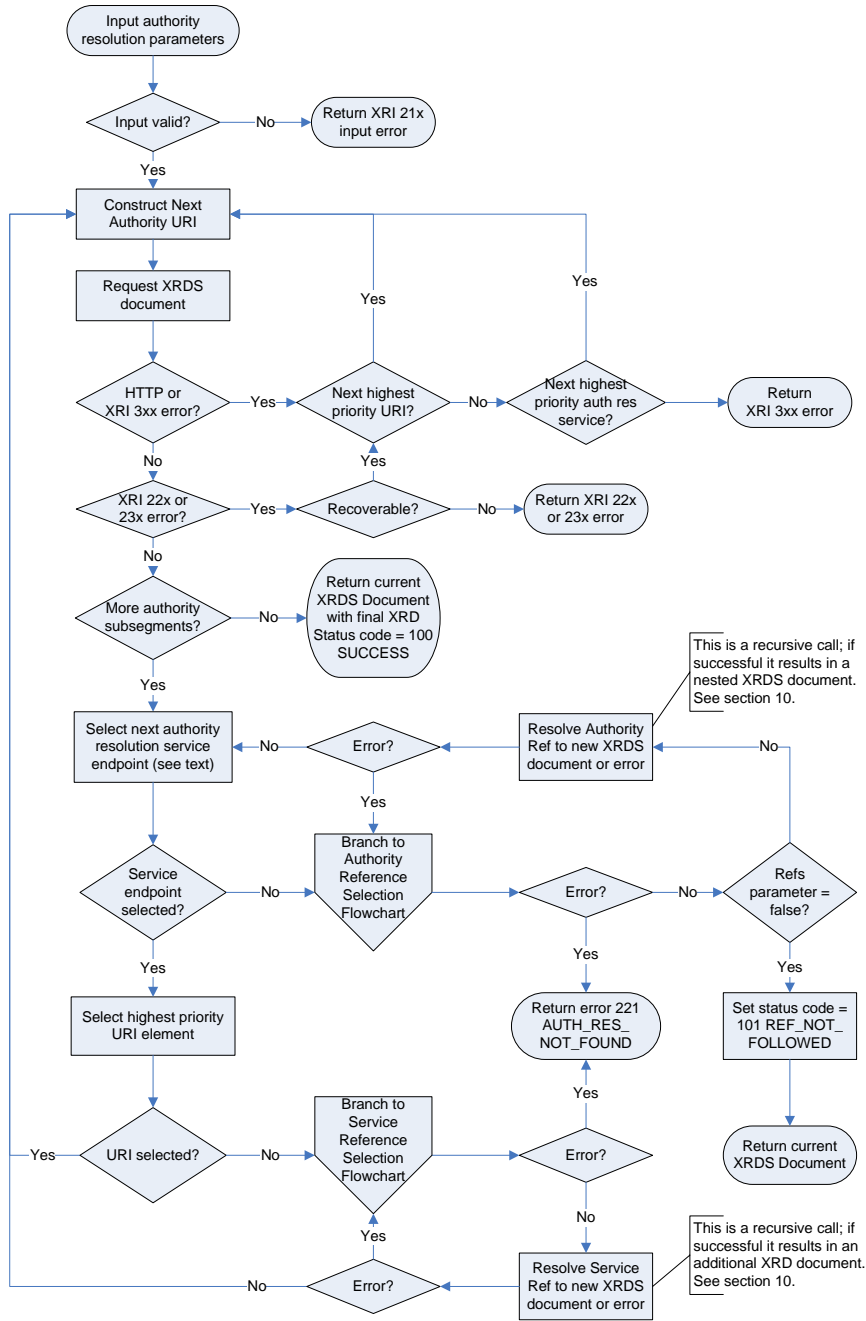 Input authority
resolution parameters
Input valid?
No
Return XRI 21x
input error
Yes
Construct Next
Authority URI
Request XRDS
document
Yes
Yes
HTTP or
XRI 3xx error?
Yes
Next highest
priority URI?
No
Next highest
priority auth res
service?
Return
XRI 3xx error
No
Yes
XRI 22x or
23x error?
Yes
Recoverable?
No
Return XRI 22x
or 23x error
No
More authority
subsegments?
No
Return current
XRDS Document
with final XRD
Status code = 100
SUCCESS
This is a recursive call; if
successful it results in a
nested XRDS document.
See section 10.
Yes
Select next authority
resolution service
endpoint (see text)
No
Error?
Resolve Authority
Ref to new XRDS
document or error
No
Yes
Service
endpoint
selected?
No
Branch to
Authority
Reference
Selection
Flowchart
Error?
No
Refs
parameter =
false?
Yes
Yes
Yes
Select highest priority
URI element
Return error 221
AUTH_RES_
NOT_FOUND
Set status code =
101 REF_NOT_
FOLLOWED
Yes
Yes
URI selected?
No
Branch to
Service
Reference
Selection
Flowchart
Error?
Return current
XRDS Document
No
Yes
This is a recursive call; if
successful it results in an
additional XRD document.
See section 10.
No
Error?
Resolve Service
Ref to new XRDS
document or error